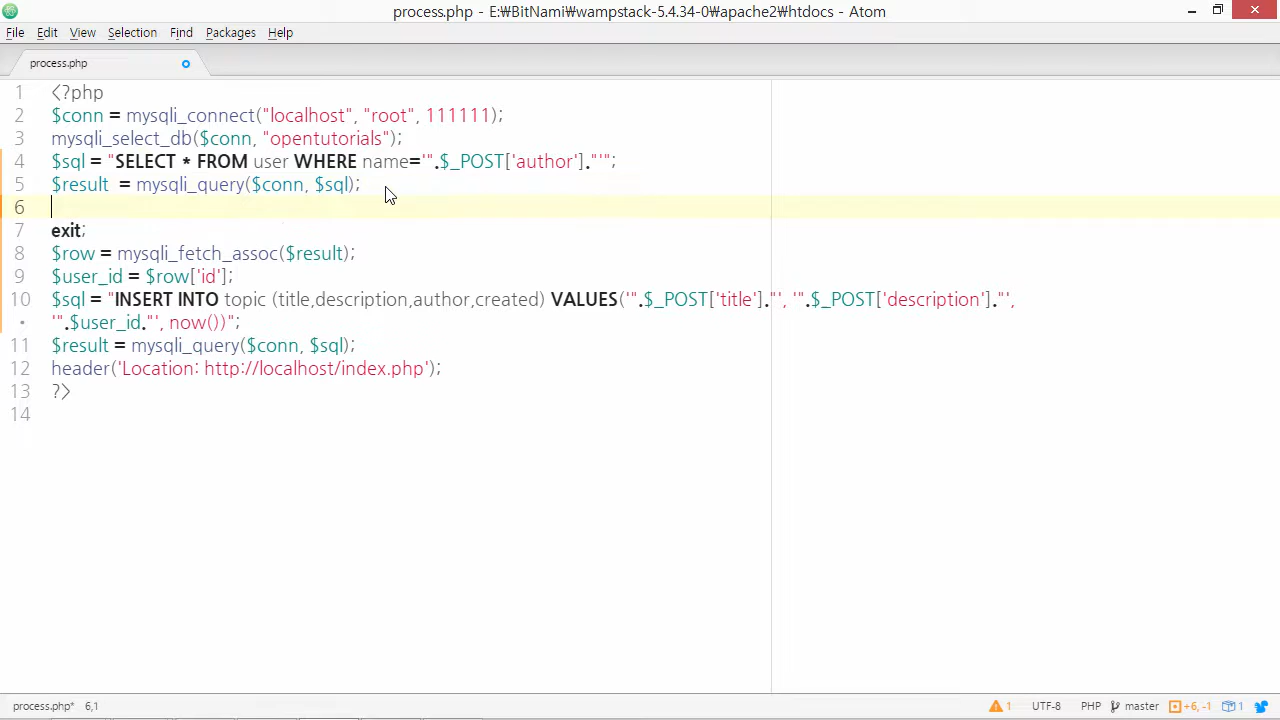 process.php - E:₩BitNami₩wampstack-5.4.34-0₩apache2₩htdocs - Atom
File Edit View Selection Find Packages Help
process.php
1 <?php
2 $conn = mysqli_connect("localhost", "root", 111111);
3 mysqli_select_db($conn, "opentutorials");
4 $sql = "SELECT * FROM user WHERE name='".$_POST['author']."'";
5 $result  = mysqli_query($conn, $sql);
6
7 exit;
8 $row = mysqli_fetch_assoc($result);
9 $user_id = $row['id'];
10 $sql = "INSERT INTO topic (title,description,author,created) VALUES('".$_POST['title']."', '".$_POST['description']."',
• '".$user_id."', now())";
11 $result = mysqli_query($conn, $sql);
12 header('Location: http://localhost/index.php');
13 ?>
14
process.php* 6,1 1 UTF-8 PHP master +6, -1 1